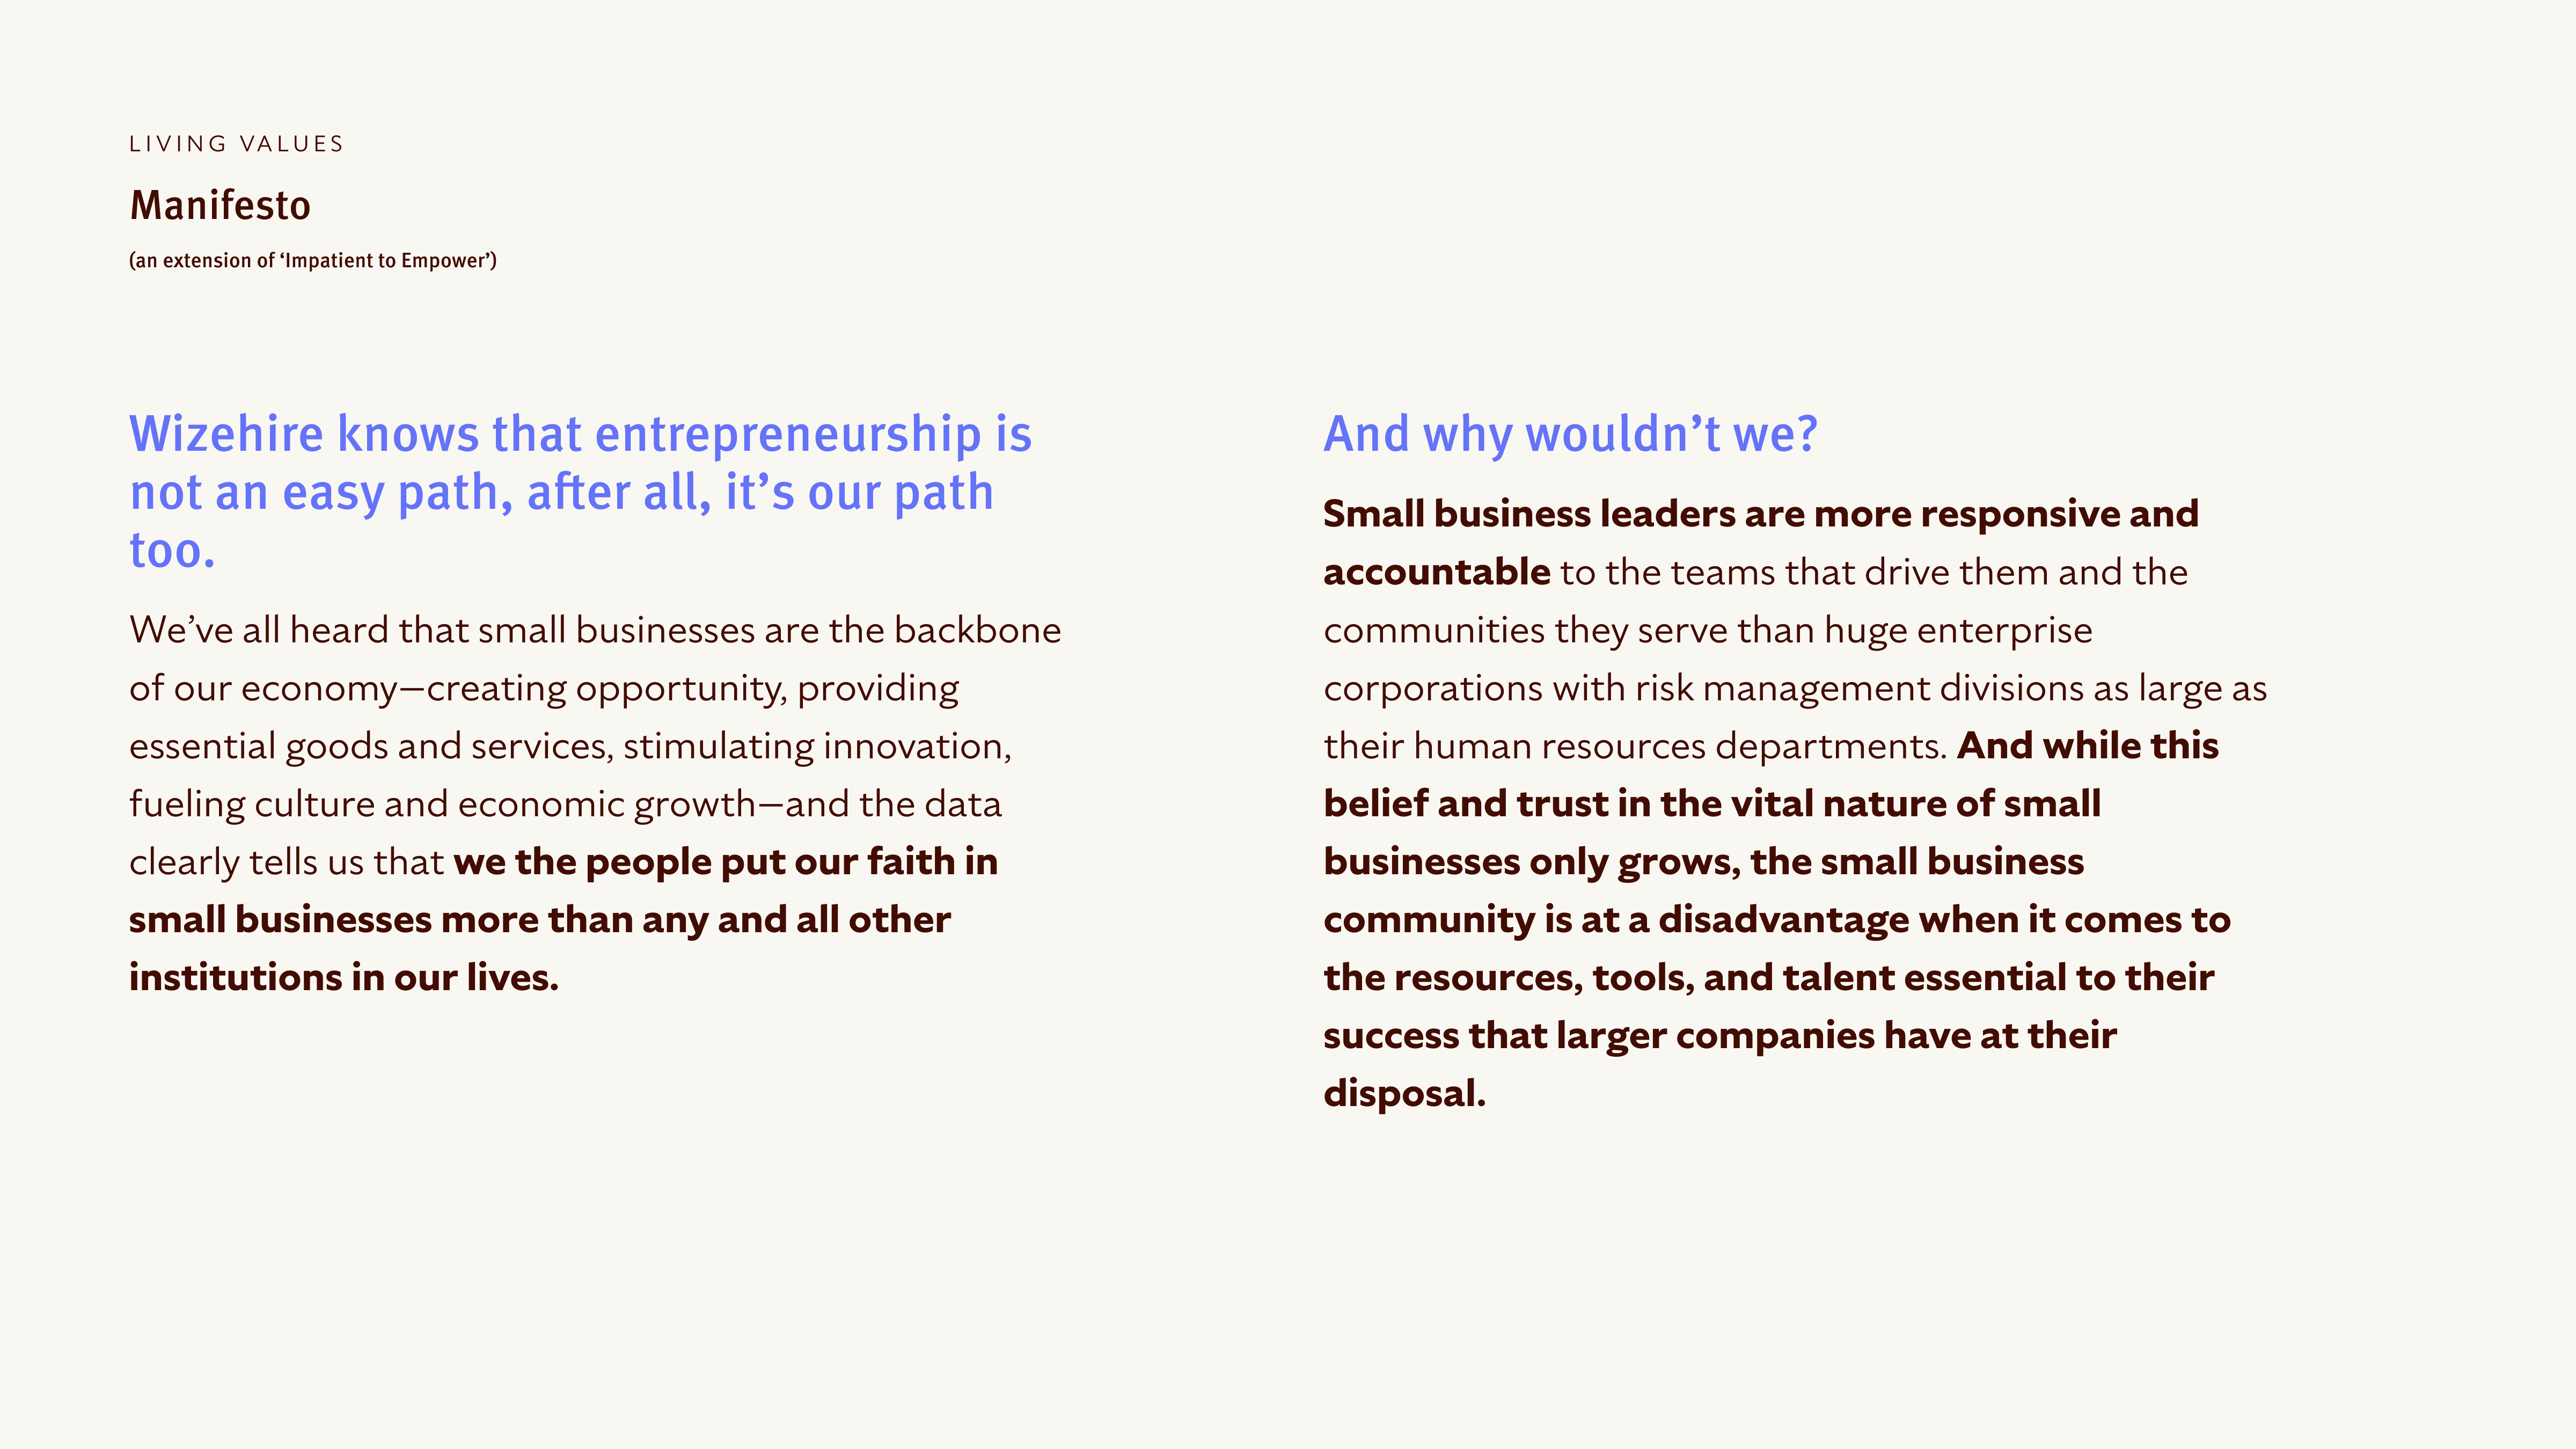 LIVING VALUES
Manifesto
(an extension of ‘Impatient to Empower’)
Wizehire knows that entrepreneurship is
not an easy path, after all, it’s our path
too.
We’ve all heard that small businesses are the backbone
of our economy—creating opportunity, providing
essential goods and services, stimulating innovation,
fueling culture and economic growth—and the data
clearly tells us that we the people put our faith in
small businesses more than any and all other
institutions in our lives.
And why wouldn’t we?
Small business leaders are more responsive and
accountable to the teams that drive them and the
communities they serve than huge enterprise
corporations with risk management divisions as large as
their human resources departments. And while this
belief and trust in the vital nature of small
businesses only grows, the small business
community is at a disadvantage when it comes to
the resources, tools, and talent essential to their
success that larger companies have at their
disposal.